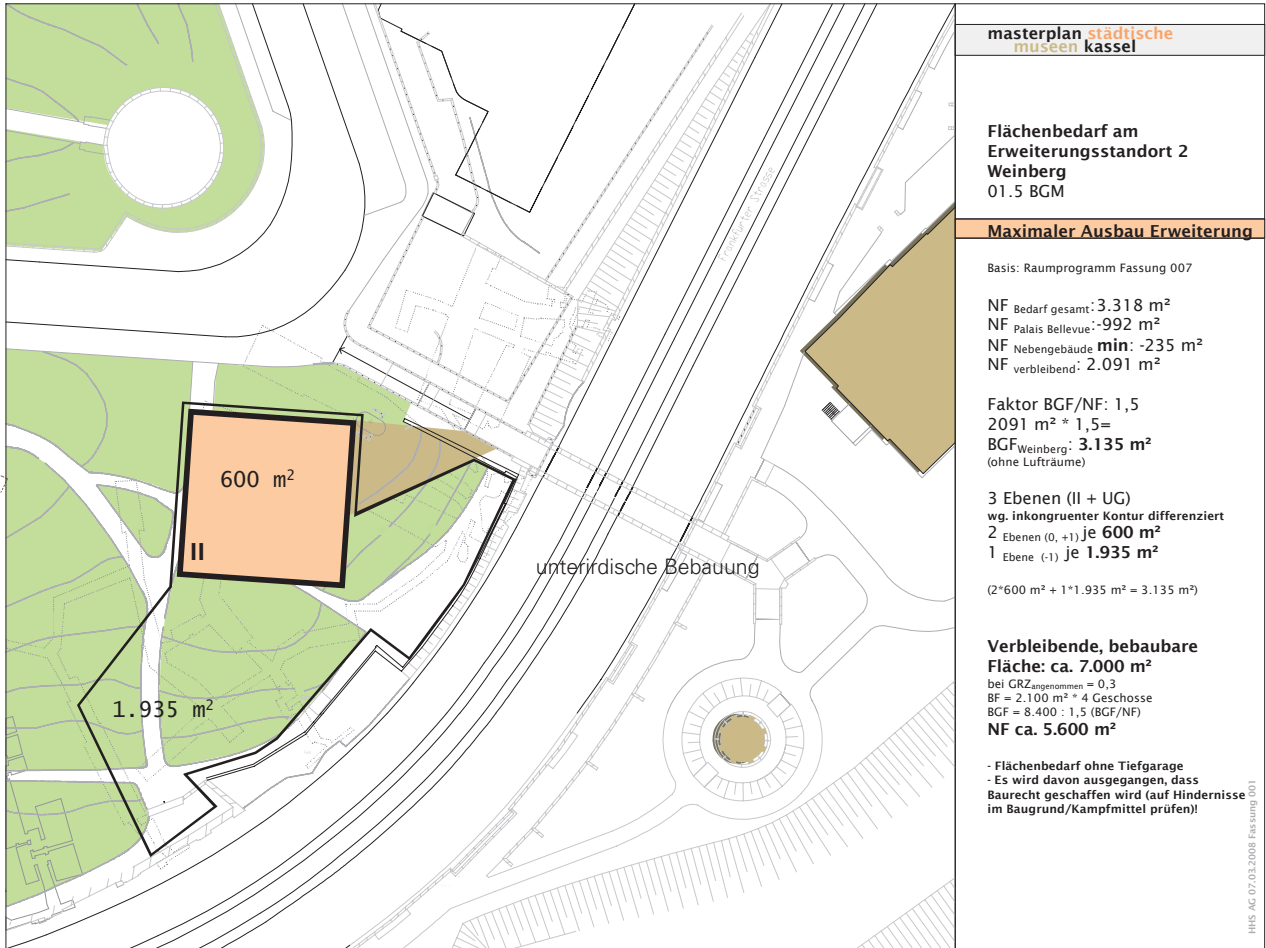 masterplan städtische
museen kassel
Flächenbedarf am
Erweiterungsstandort 2
Weinberg
01.5 BGM
Maximaler Ausbau Erweiterung
Basis: Raumprogramm Fassung 007
NF Bedarf gesamt: 3.318 m²
NF Palais Bellevue: -992 m²
NF Nebengebäude min: -235 m²
NF verbleibend: 2.091 m²
Faktor BGF/NF: 1,5
2091 m² * 1,5=
BGF Weinberg: 3.135 m²
(ohne Lufträume)
3 Ebenen (II + UG)
wg. inkongruenter Kontur differenziert
2 Ebenen (0, +1) je 600 m²
1 Ebene (-1) je 1.935 m²
(2*600 m² + 1*1.935 m² = 3.135 m²)
Verbleibende, bebaubare
Fläche: ca. 7.000 m²
bei GRZ angenommen = 0,3
BF = 2.100 m² * 4 Geschosse
BGF = 8.400 : 1,5 (BGF/NF)
NF ca. 5.600 m²
- Flächenbedarf ohne Tiefgarage
- Es wird davon ausgegangen, dass
Baurecht geschaffen wird (auf Hindernisse
im Baugrund/Kampfmittel prüfen)!
HHS AG 07.03.2008 Fassung 001
Frankfurter Strasse
600 m²
II
unterirdische Bebauung
1.935 m²